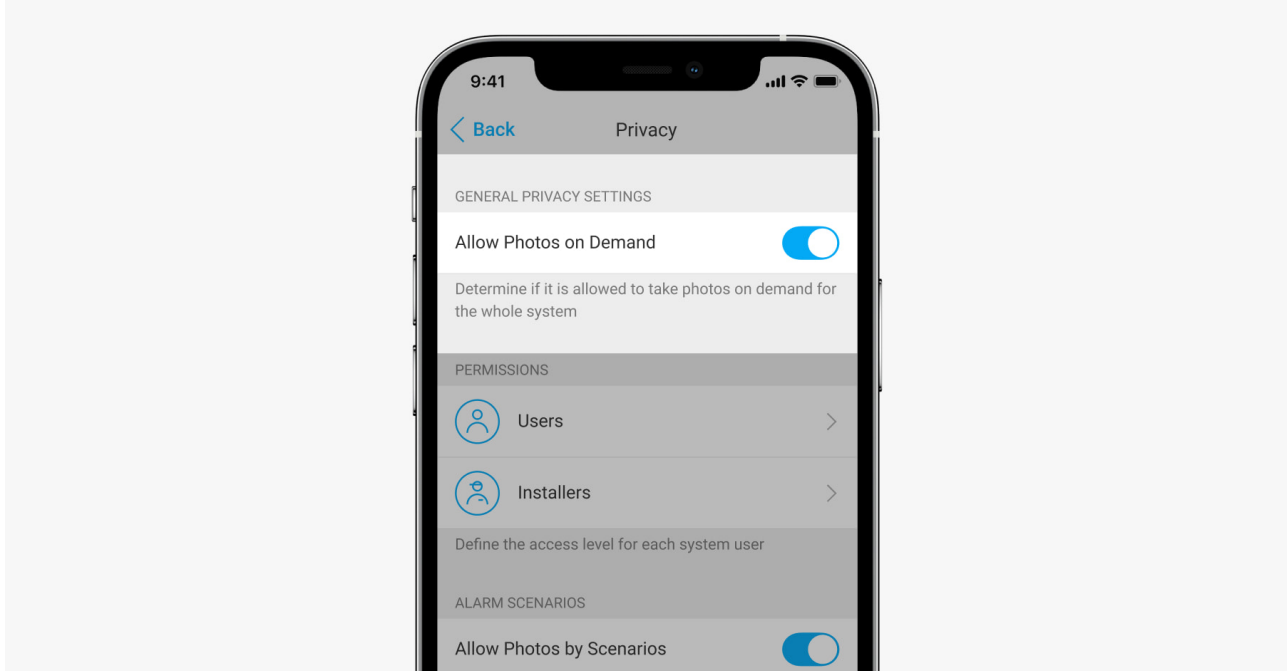 9:41
Back
Privacy
GENERAL PRIVACY SETTINGS
Allow Photos on Demand
Determine if it is allowed to take photos on demand for
the whole system
PERMISSIONS
Users
Installers
Define the access level for each system user
ALARM SCENARIOS
Allow Photos by Scenarios